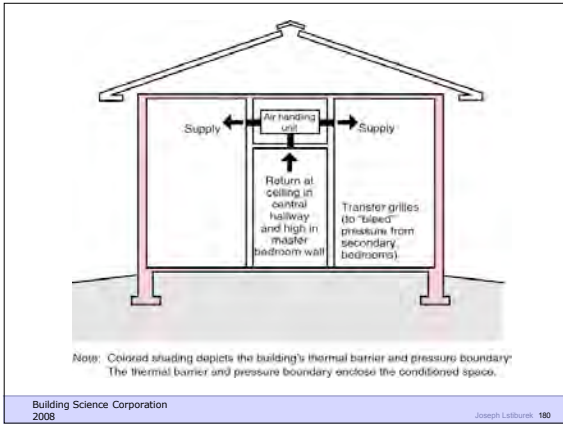 Air handling
unit
Supply
Supply
Return at
ceiling in
central
hallway
and high in
master
bedroom wall
Transfer grilles
(to "bleed"
pressure from
secondary
bedrooms)
Note: Colored shading depicts the building's thermal barrier and pressure boundary.
The thermal barrier and pressure boundary enclose the conditioned space.
Building Science Corporation
2008
Joseph Lstiburek 180